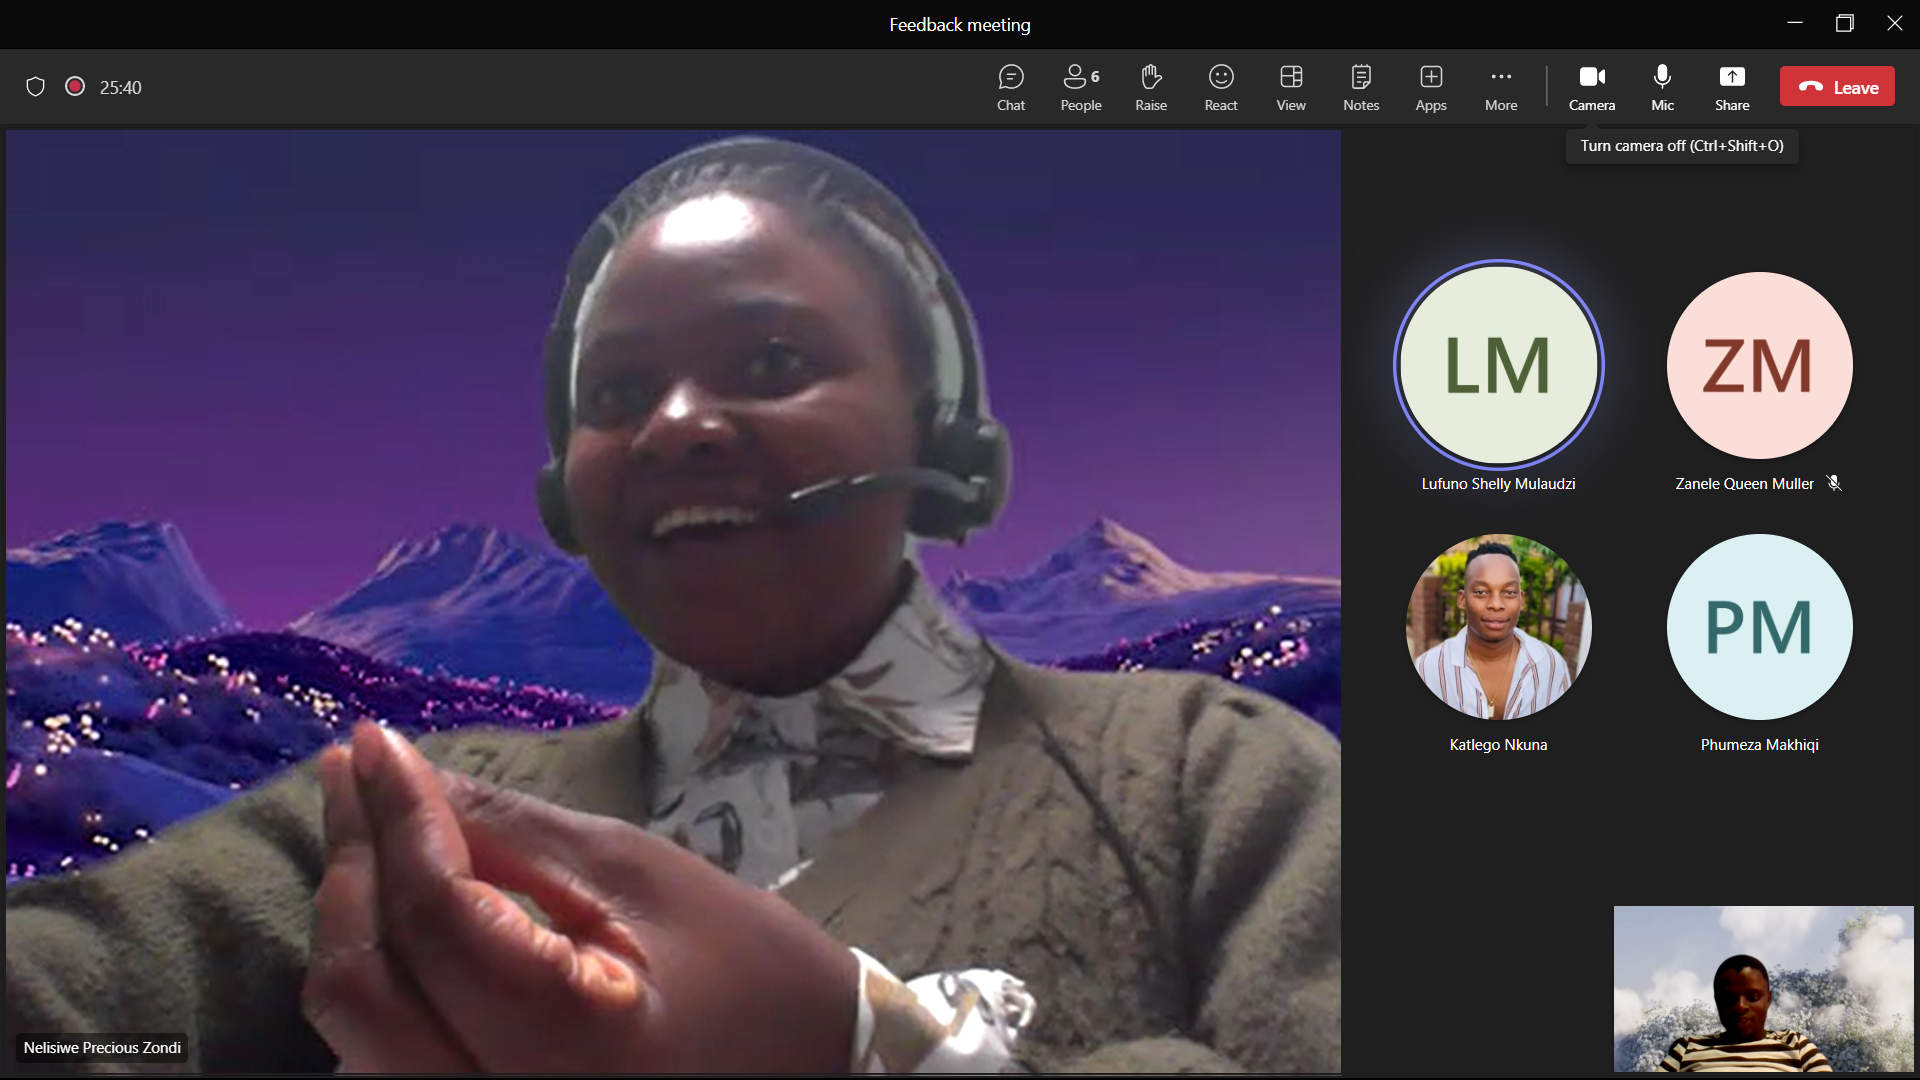 Feedback meeting
25:40
Chat
People 6
Raise
React
View
Notes
Apps
More
Camera
Mic
Share
Leave
Turn camera off (Ctrl+Shift+O)
LM
ZM
Lufuno Shelly Mulaudzi
Zanele Queen Muller
PM
Katlego Nkuna
Phumeza Makhiqi
Nelisiwe Precious Zondi